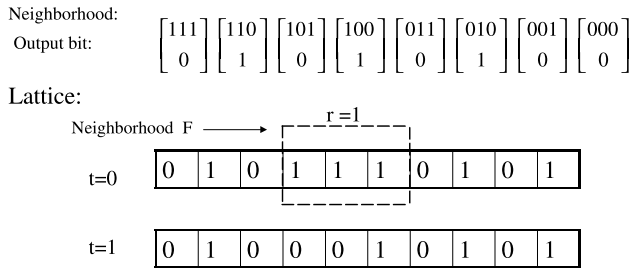 Neighborhood:
111 110 101 100 011 010 001 000
Output bit:
0 1 0 1 0 1 0 0
Lattice:
r =1
Neighborhood F
t=0 0 1 0 1 1 1 0 1 0 1
t=1 0 1 0 0 0 1 0 1 0 1